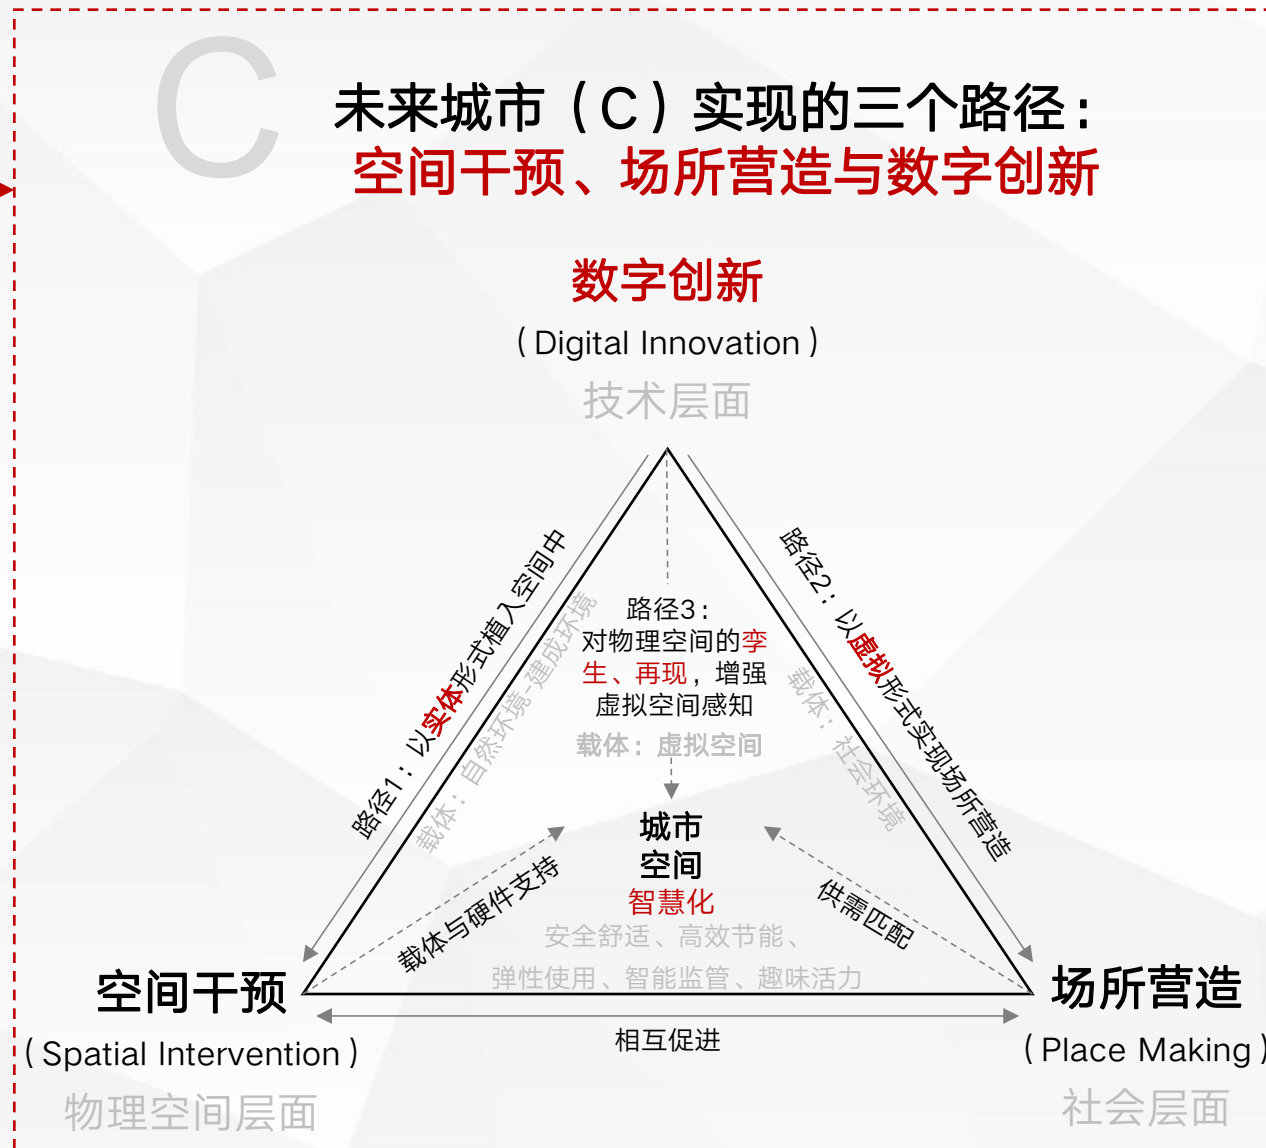 C
未来城市（C）实现的三个路径：
空间干预、场所营造与数字创新
数字创新
（Digital Innovation）
技术层面
路径1：以实体形式植入空间中
载体：自然环境-建成环境
路径2：以虚拟形式实现场所营造
载体：社会环境
路径3：
对物理空间的孪
生、再现，增强
虚拟空间感知
载体：虚拟空间
城市
空间
智慧化
安全舒适、高效节能、
弹性使用、智能监管、趣味活力
载体与硬件支持
供需匹配
空间干预
（Spatial Intervention）
物理空间层面
相互促进
场所营造
（Place Making）
社会层面